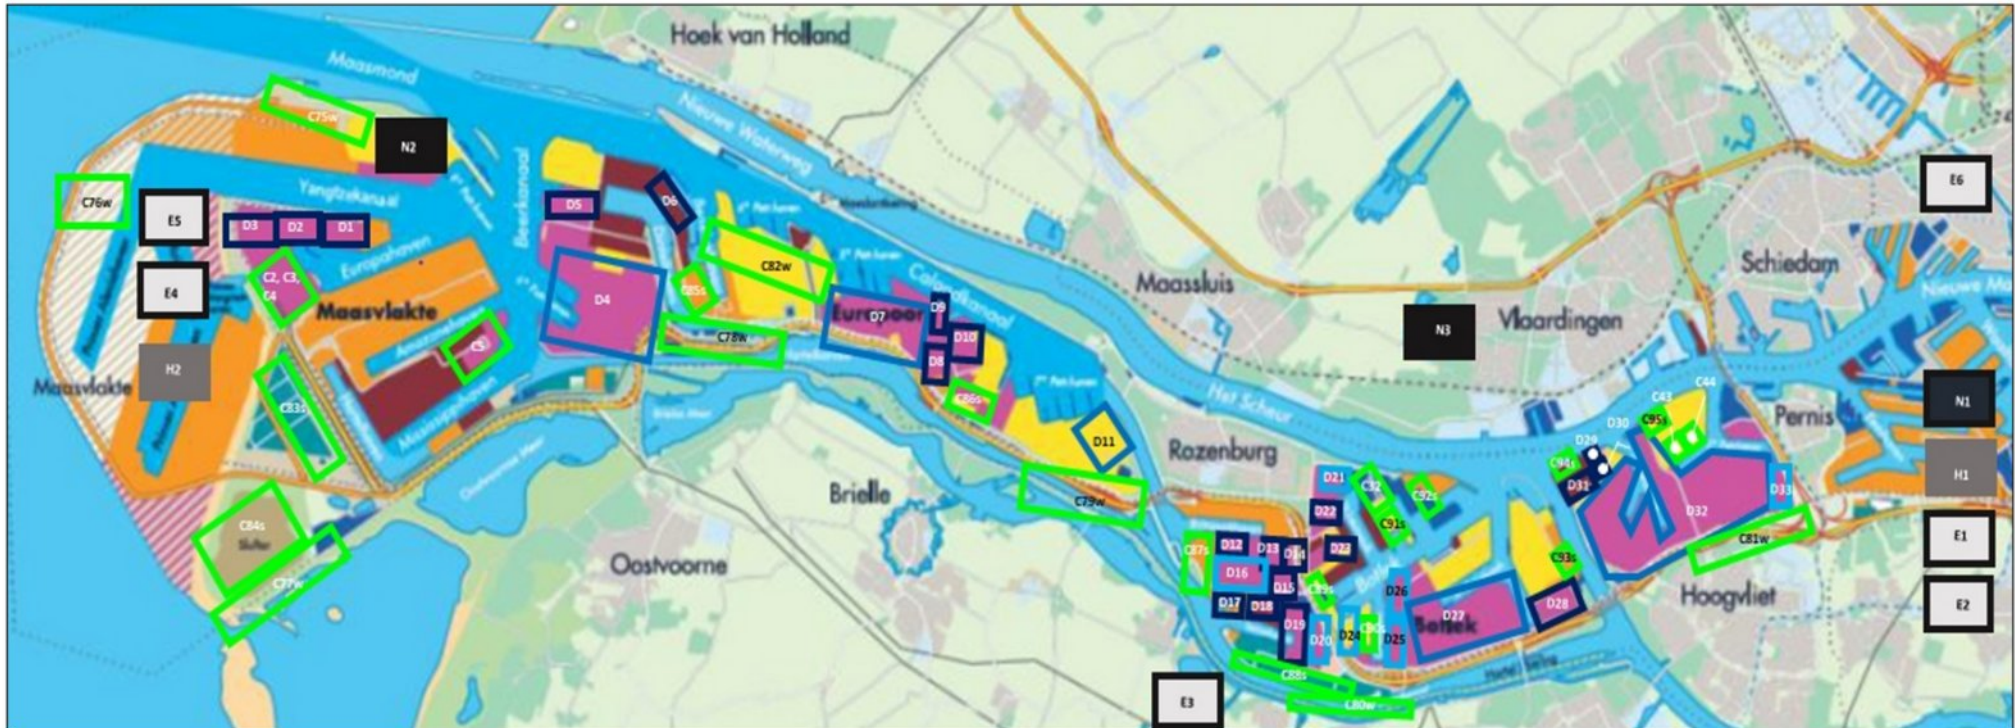 Hoek van Holland
Maasmond
C75w
N2
Nieuwe Waterweg
Beerkanaal
Yangtzekanaal
C76w
E5
D3
D2
D1
D5
D6
E6
Europahaven
C2, C3,
C4
E4
D4
C85s
C82w
Calandkanaal
Maassluis
Schiedam
Maasvlakte
D7
D9
D10
D8
Europoort
C78w
C5
N3
Vlaardingen
H2
Maasvlakte
C83s
C86s
D11
Het Scheur
C44
C43
C95s
D30
D29
C94s
D31
Pernis
N1
Rozenburg
Brielle
C79w
D21
C32
C92s
D22
C91s
D32
D33
H1
C84s
Slufter
C77w
Oostvoorne
C87s
D12
D13
D14
D23
D16
D15
C89s
D17
D18
D19
D20
D24
C90s
D26
D25
D27
Botlek
C93s
D28
C81w
Hoogvliet
E1
E2
C88s
C80w
E3